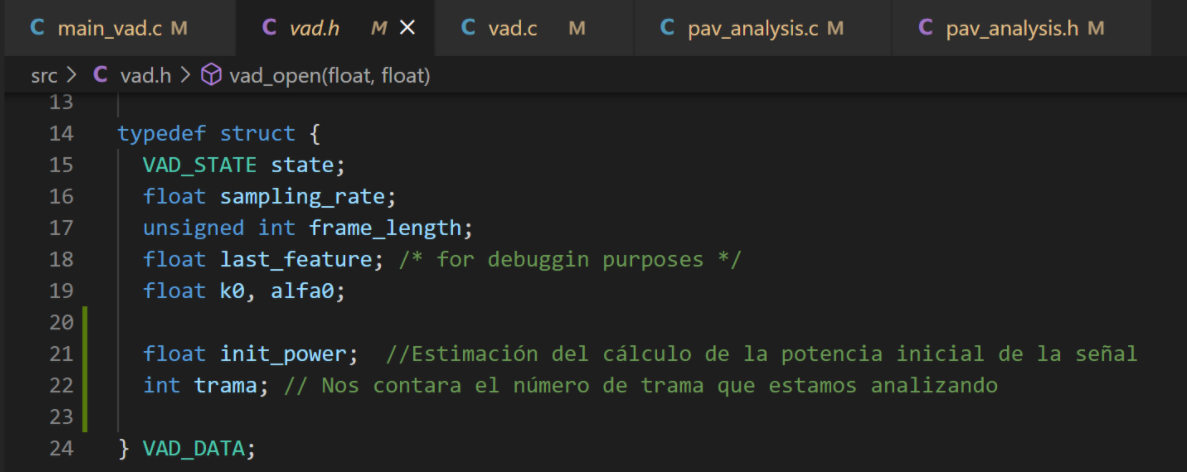 C main_vad.c M C vad.h M × C vad.c M C pav_analysis.c M C pav_analysis.h M
src > C vad.h > vad_open(float, float)
13
14 typedef struct {
15 VAD_STATE state;
16 float sampling_rate;
17 unsigned int frame_length;
18 float last_feature; /* for debuggin purposes */
19 float k0, alfa0;
20
21 float init_power; //Estimación del cálculo de la potencia inicial de la señal
22 int trama; // Nos contara el número de trama que estamos analizando
23
24 } VAD_DATA;